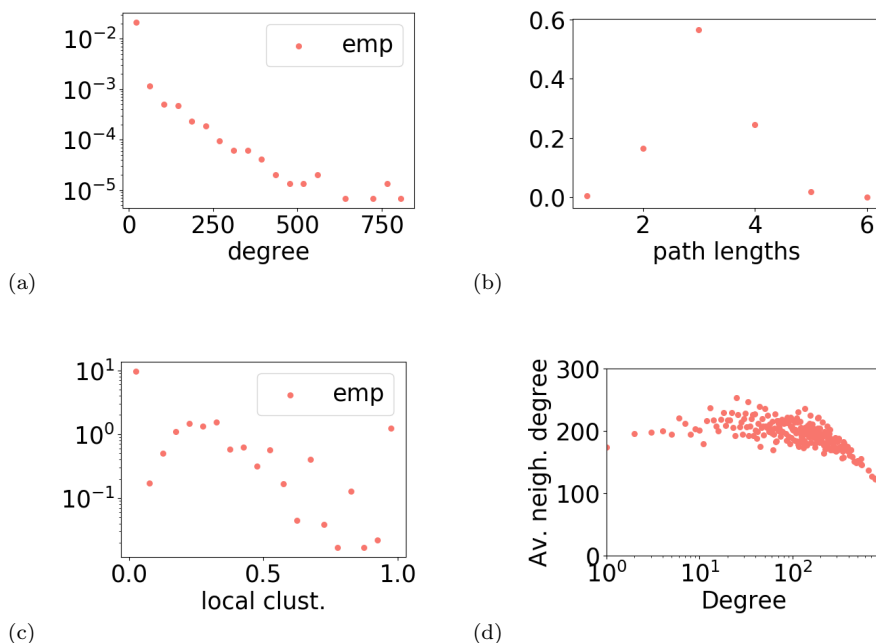 10^{-2}
10^{-3}
10^{-4}
10^{-5}
emp
0 250 500 750
degree
(a)
0.6
0.4
0.2
0.0
2 4 6
path lengths
(b)
10^1
10^0
10^{-1}
emp
0.0 0.5 1.0
local clust.
(c)
Av. neigh. degree
300
200
100
0
10^0 10^1 10^2
Degree
(d)